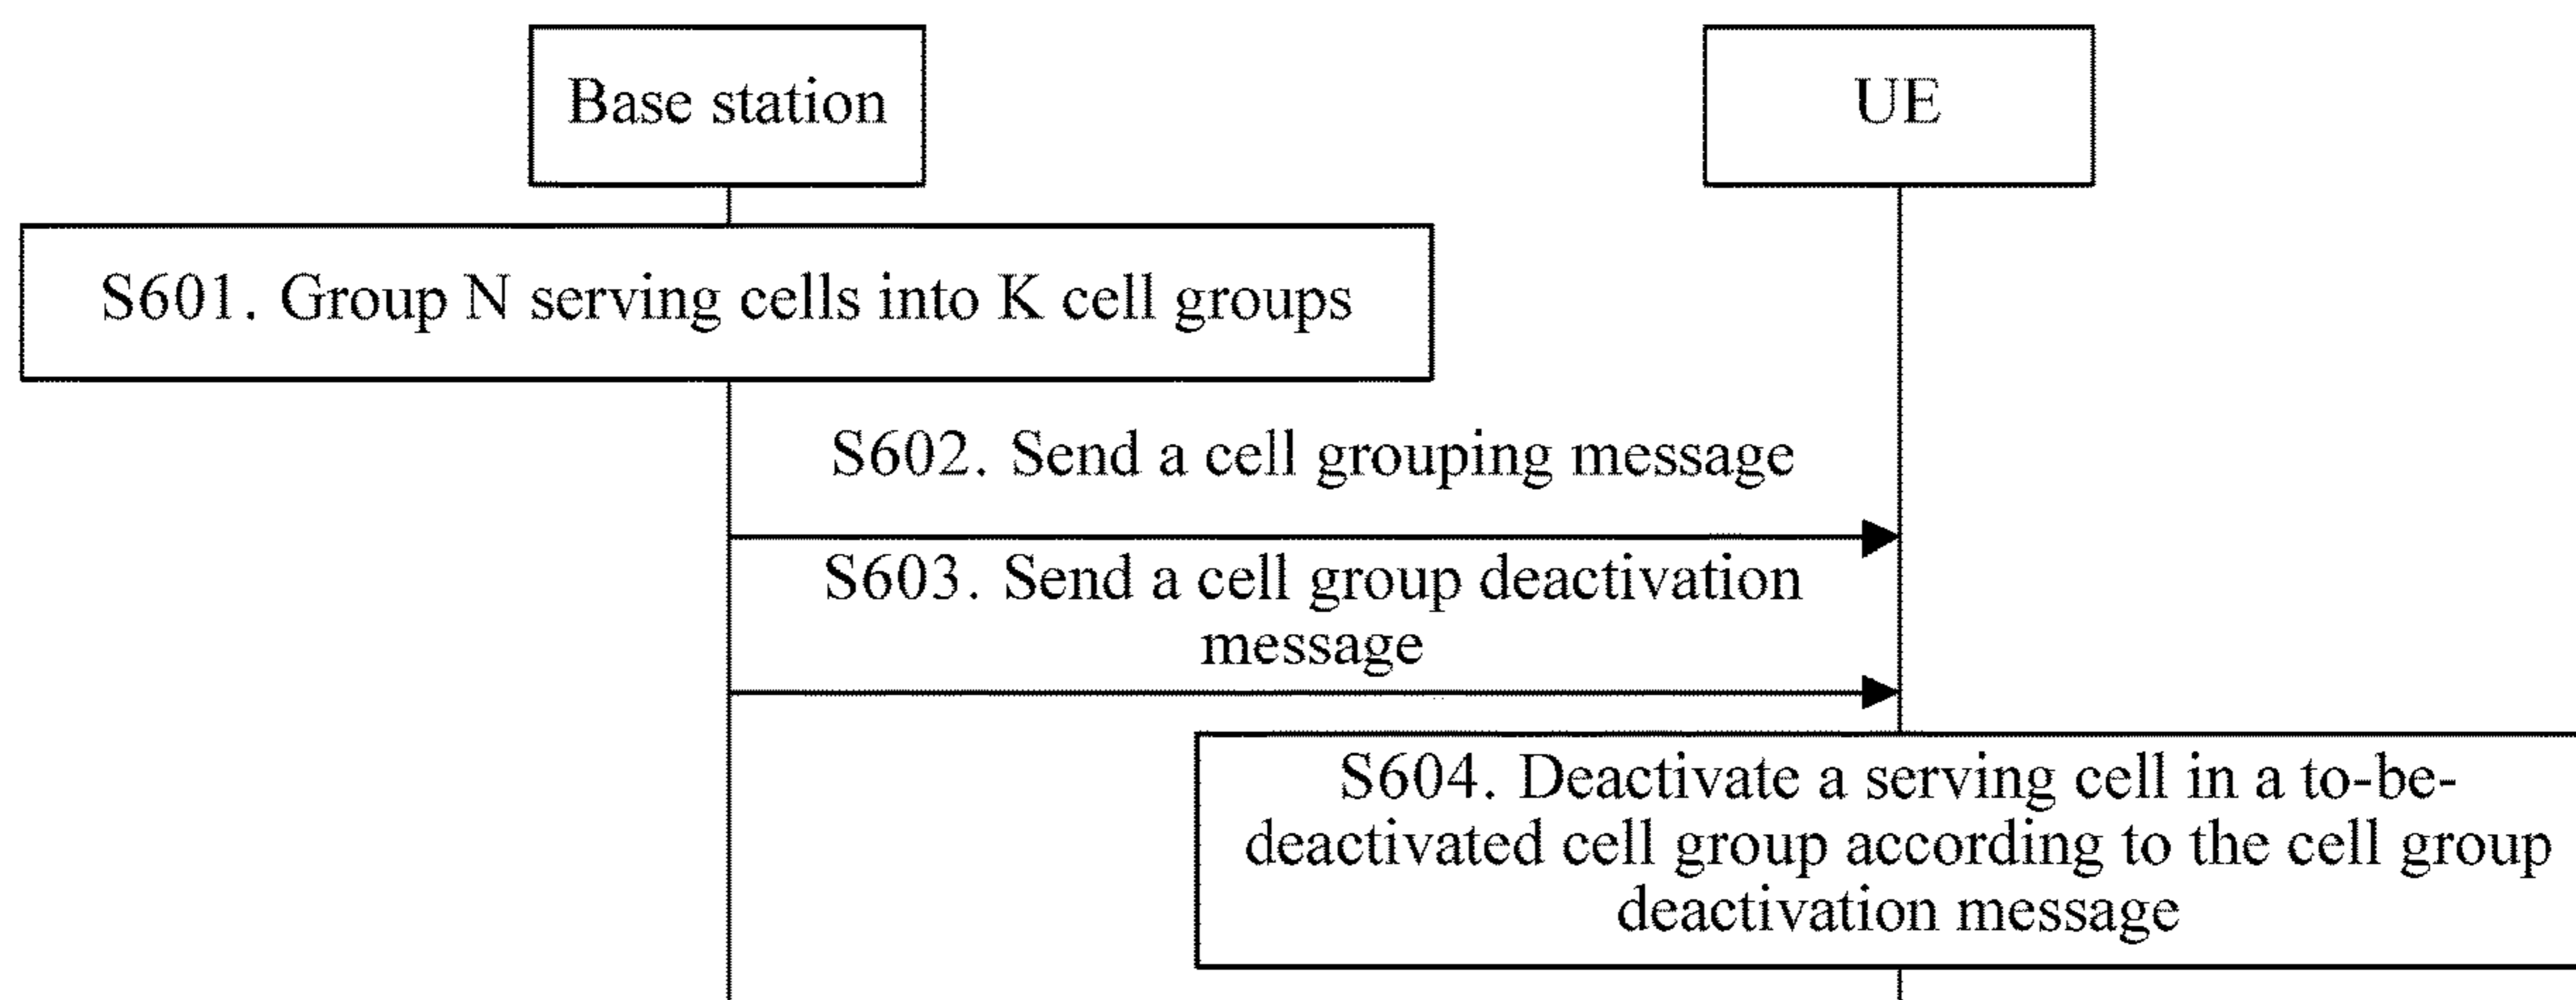 Base station
UE
S601. Group N serving cells into K cell groups
S602. Send a cell grouping message
S603. Send a cell group deactivation
message
S604. Deactivate a serving cell in a to-be-
deactivated cell group according to the cell group
deactivation message